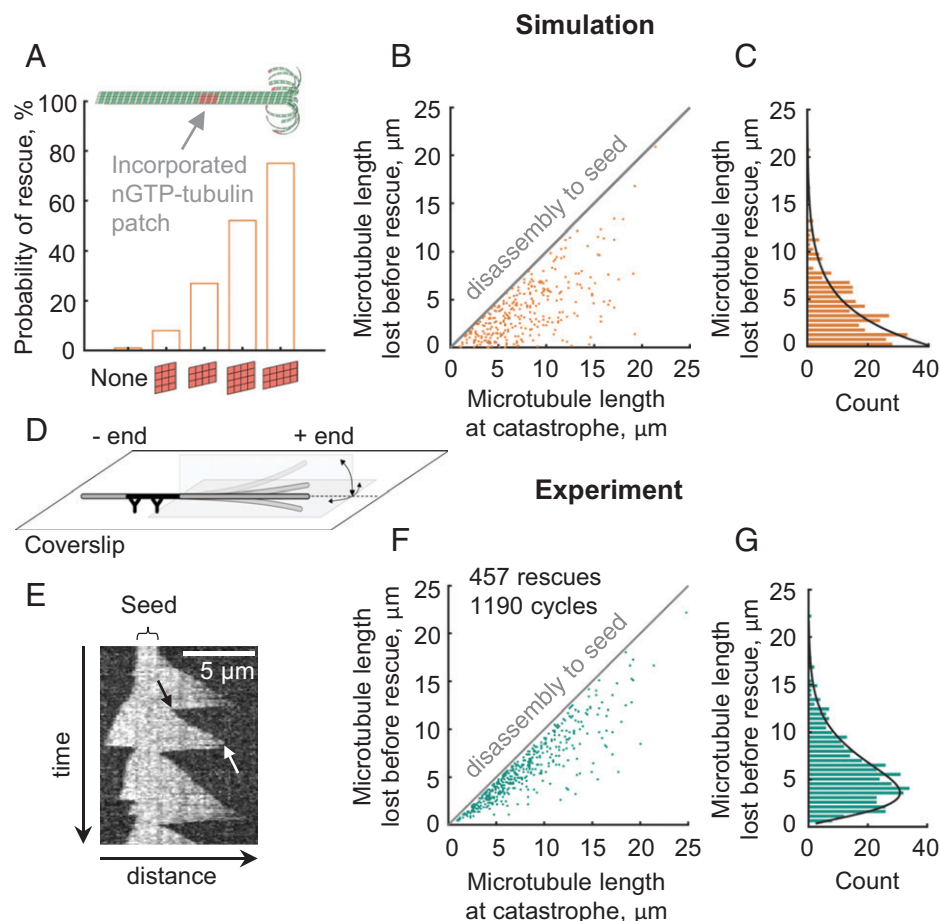 Simulation
A
Probability of rescue, %
100
80
60
40
20
0
Incorporated
nGTP-tubulin
patch
None
B
Microtubule length
lost before rescue, μm
25
20
15
10
5
0
disassembly to seed
0 5 10 15 20 25
Microtubule length
at catastrophe, μm
C
Microtubule length
lost before rescue, μm
25
20
15
10
5
0
0 20 40
Count
D
- end
+ end
Coverslip
Experiment
E
Seed
5 μm
time
distance
F
457 rescues
1190 cycles
Microtubule length
lost before rescue, μm
25
20
15
10
5
0
disassembly to seed
0 5 10 15 20 25
Microtubule length
at catastrophe, μm
G
Microtubule length
lost before rescue, μm
25
20
15
10
5
0
0 20 40
Count